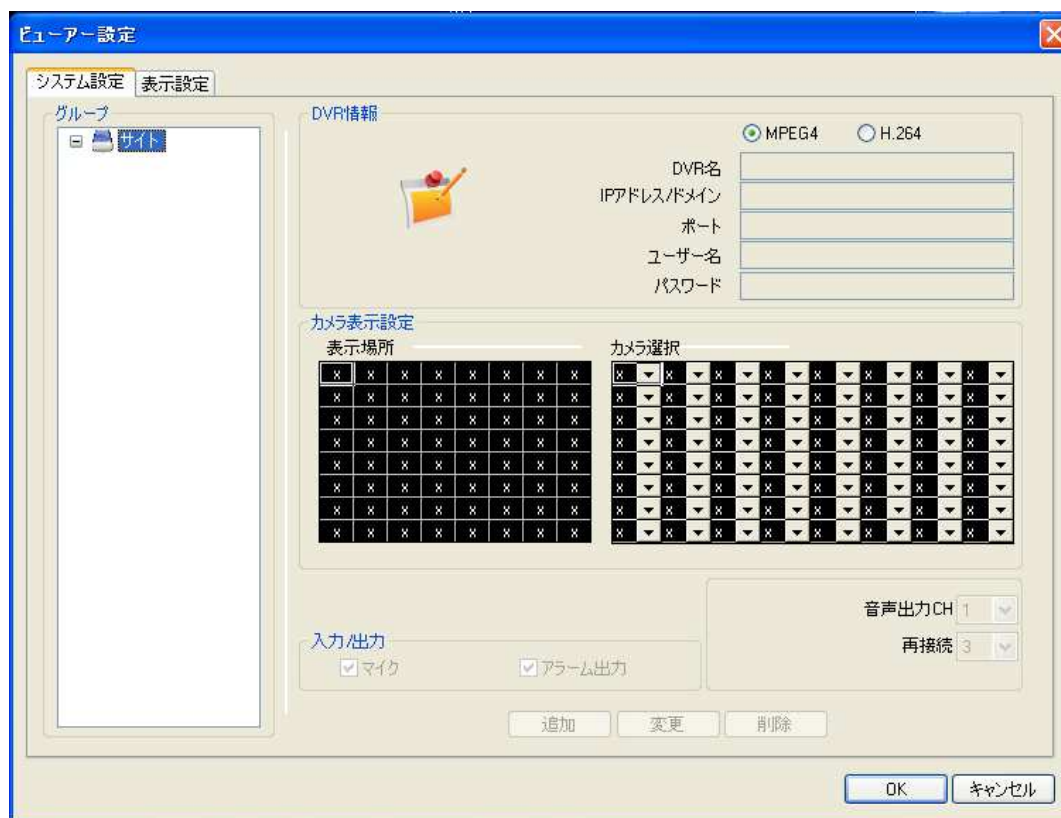 ビューアー設定
システム設定 表示設定
グループ
サイト
DVR情報
MPEG4 H.264
DVR名
IPアドレス/ドメイン
ポート
ユーザー名
パスワード
カメラ表示設定
表示場所 カメラ選択
x x x x x x x x x x x x x x x x
x x x x x x x x x x x x x x x x
x x x x x x x x x x x x x x x x
x x x x x x x x x x x x x x x x
x x x x x x x x x x x x x x x x
x x x x x x x x x x x x x x x x
x x x x x x x x x x x x x x x x
x x x x x x x x x x x x x x x x
音声出力CH 1
再接続 3
入力/出力
マイク アラーム出力
追加 変更 削除
OK キャンセル